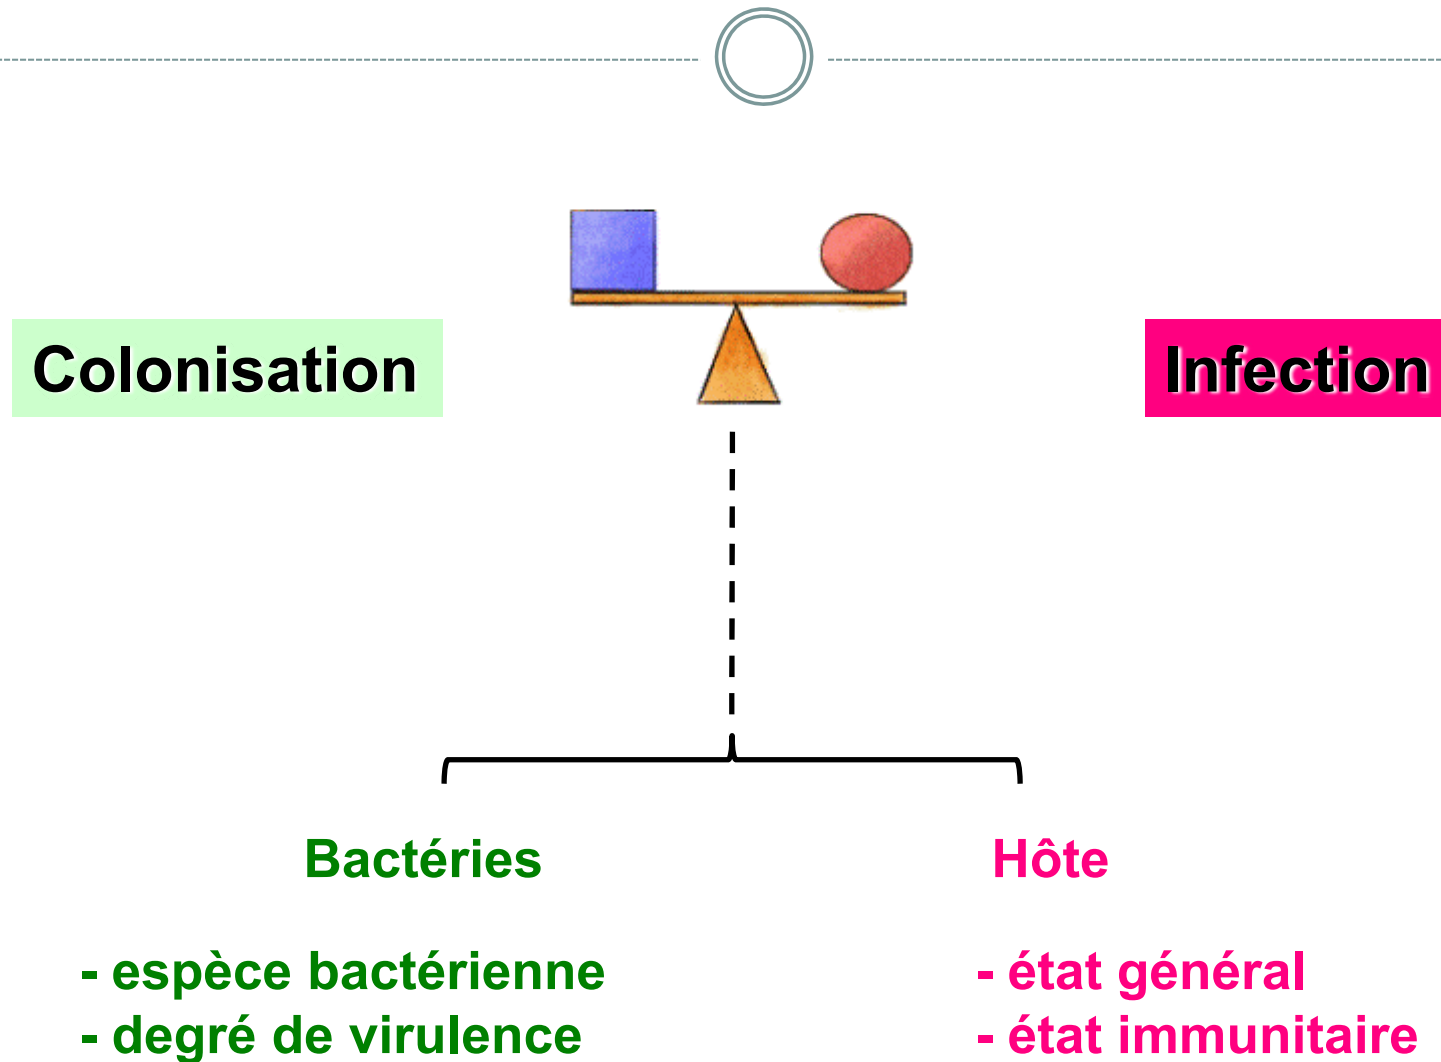 Colonisation
Infection
Bactéries
Hôte
- espèce bactérienne
- degré de virulence
- état général
- état immunitaire